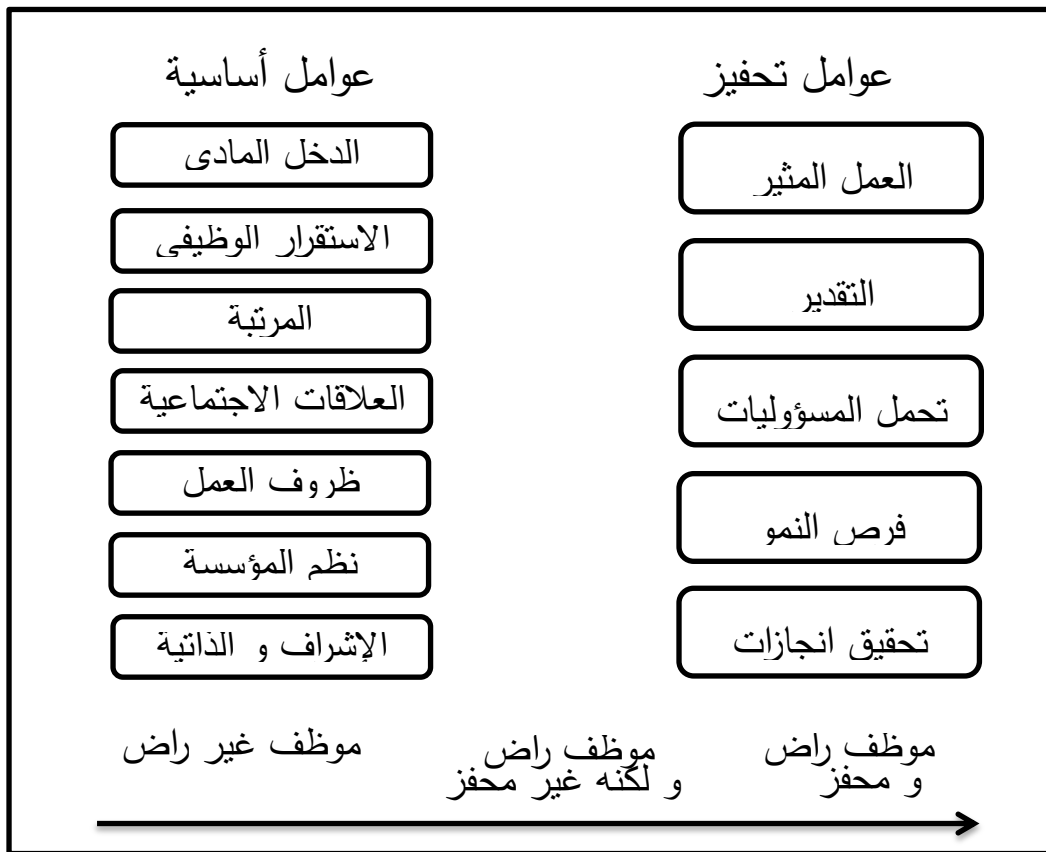 عوامل تحفيز
العمل المثير
التقدير
تحمل المسؤوليات
فرص النمو
تحقيق انجازات
عوامل أساسية
الدخل المادى
الاستقرار الوظيفى
المرتبة
العلاقات الاجتماعية
ظروف العمل
نظم المؤسسة
الإشراف و الذاتية
موظف راض
و محفز
موظف راض
و لكنه غير محفز
موظف غير راض